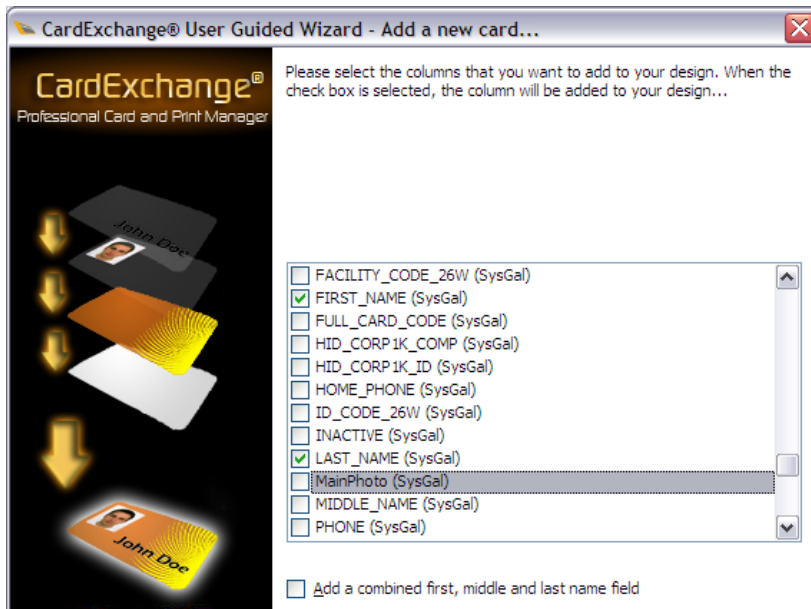 CardExchange® User Guided Wizard - Add a new card...
CardExchange®
Professional Card and Print Manager
John Doe
John Doe
Please select the columns that you want to add to your design. When the
check box is selected, the column will be added to your design...
FACILITY_CODE_26W (SysGal)
FIRST_NAME (SysGal)
FULL_CARD_CODE (SysGal)
HID_CORP1K_COMP (SysGal)
HID_CORP1K_ID (SysGal)
HOME_PHONE (SysGal)
ID_CODE_26W (SysGal)
INACTIVE (SysGal)
LAST_NAME (SysGal)
MainPhoto (SysGal)
MIDDLE_NAME (SysGal)
PHONE (SysGal)
Add a combined first, middle and last name field